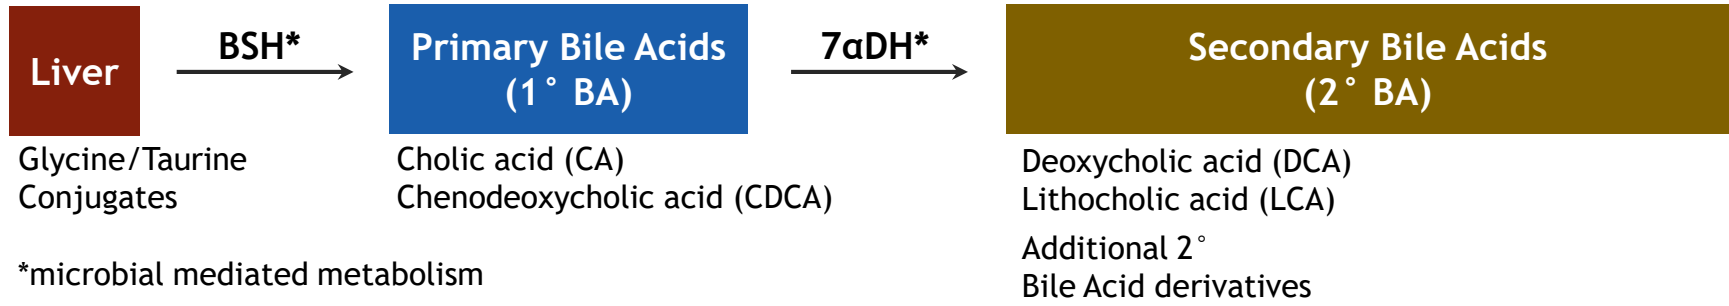 Liver
BSH*
Primary Bile Acids
(1° BA)
7αDH*
Secondary Bile Acids
(2° BA)
Glycine/Taurine
Conjugates
Cholic acid (CA)
Chenodeoxycholic acid (CDCA)
Deoxycholic acid (DCA)
Lithocholic acid (LCA)
Additional 2°
Bile Acid derivatives
*microbial mediated metabolism